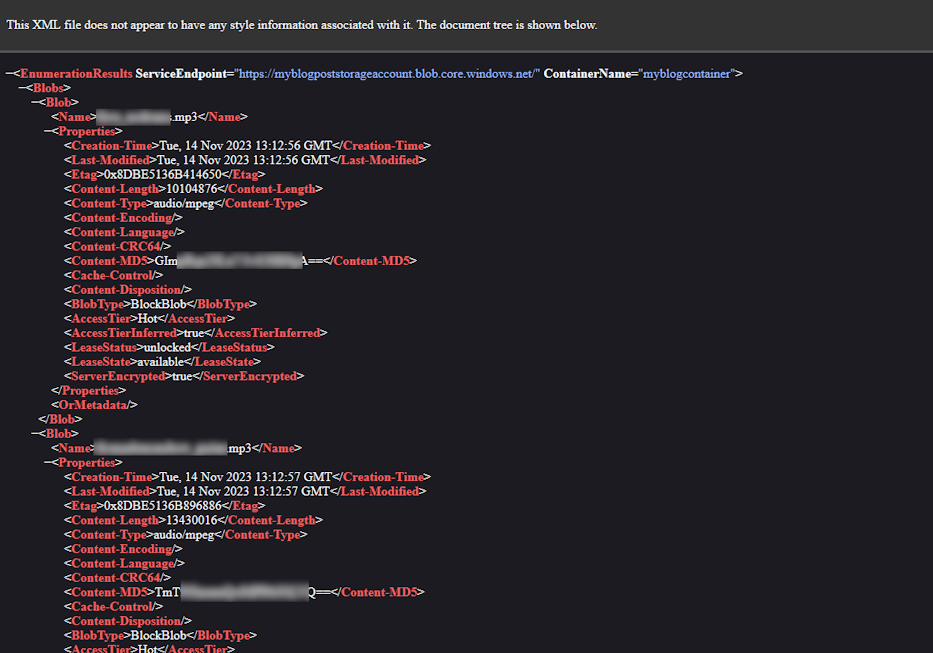 This XML file does not appear to have any style information associated with it. The document tree is shown below.
−<EnumerationResults ServiceEndpoint="https://myblogpoststorageaccount.blob.core.windows.net/" ContainerName="myblogcontainer">
−<Blobs>
−<Blob>
<Name>.mp3</Name>
−<Properties>
<Creation-Time>Tue, 14 Nov 2023 13:12:56 GMT</Creation-Time>
<Last-Modified>Tue, 14 Nov 2023 13:12:56 GMT</Last-Modified>
<Etag>0x8DBE5136B414650</Etag>
<Content-Length>10104876</Content-Length>
<Content-Type>audio/mpeg</Content-Type>
<Content-Encoding/>
<Content-Language/>
<Content-CRC64/>
<Content-MD5>GIm A==</Content-MD5>
<Cache-Control/>
<Content-Disposition/>
<BlobType>BlockBlob</BlobType>
<AccessTier>Hot</AccessTier>
<AccessTierInferred>true</AccessTierInferred>
<LeaseStatus>unlocked</LeaseStatus>
<LeaseState>available</LeaseState>
<ServerEncrypted>true</ServerEncrypted>
</Properties>
<OrMetadata/>
</Blob>
−<Blob>
<Name>.mp3</Name>
−<Properties>
<Creation-Time>Tue, 14 Nov 2023 13:12:57 GMT</Creation-Time>
<Last-Modified>Tue, 14 Nov 2023 13:12:57 GMT</Last-Modified>
<Etag>0x8DBE5136B896886</Etag>
<Content-Length>13430016</Content-Length>
<Content-Type>audio/mpeg</Content-Type>
<Content-Encoding/>
<Content-Language/>
<Content-CRC64/>
<Content-MD5>TmT Q==</Content-MD5>
<Cache-Control/>
<Content-Disposition/>
<BlobType>BlockBlob</BlobType>
<AccessTier>Hot</AccessTier>